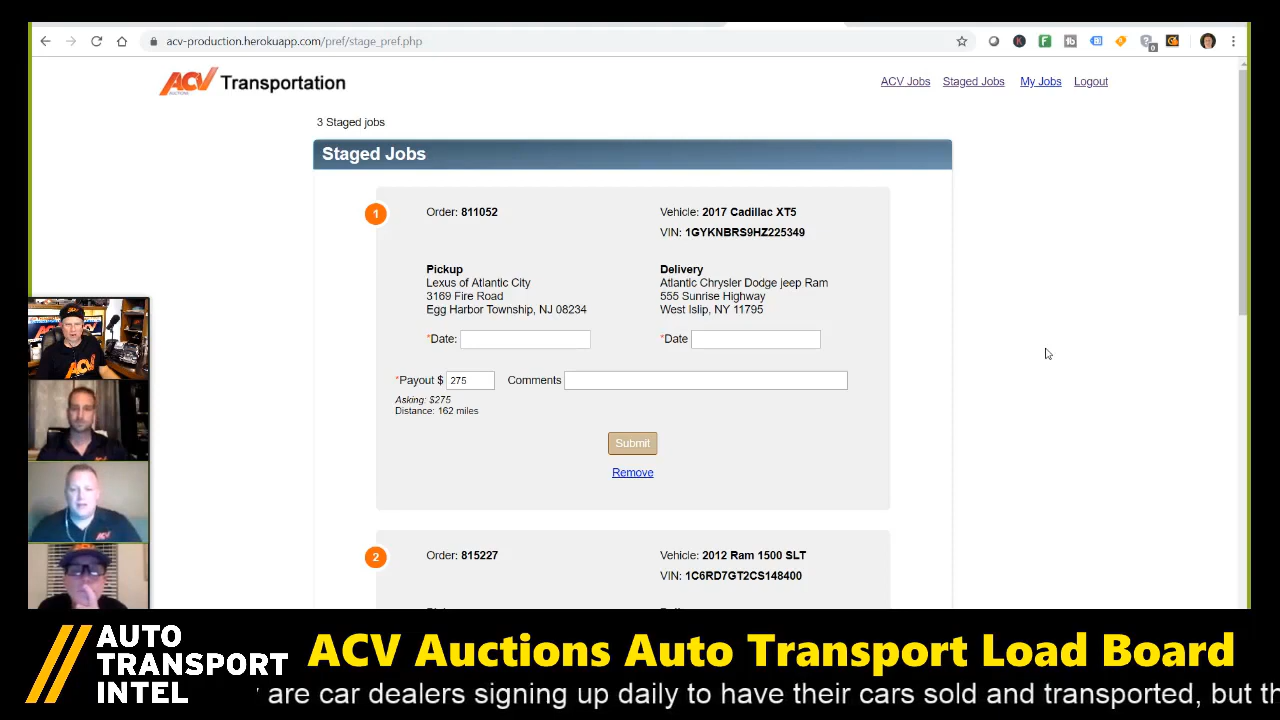 acv-production.herokuapp.com/pref/stage_pref.php
ACV
AUCTIONS
Transportation
ACV Jobs Staged Jobs My Jobs Logout
3 Staged jobs
Staged Jobs
1
Order: 811052
Vehicle: 2017 Cadillac XT5
VIN: 1GYKNBRS9HZ225349
Pickup
Lexus of Atlantic City
3169 Fire Road
Egg Harbor Township, NJ 08234
*Date:
Delivery
Atlantic Chrysler Dodge jeep Ram
555 Sunrise Highway
West Islip, NY 11795
*Date
*Payout $ 275 Comments
Asking: $275
Distance: 162 miles
Submit
Remove
2
Order: 815227
Vehicle: 2012 Ram 1500 SLT
VIN: 1C6RD7GT2CS148400
AUTO
TRANSPORT
INTEL
ACV Auctions Auto Transport Load Board
are car dealers signing up daily to have their cars sold and transported, but